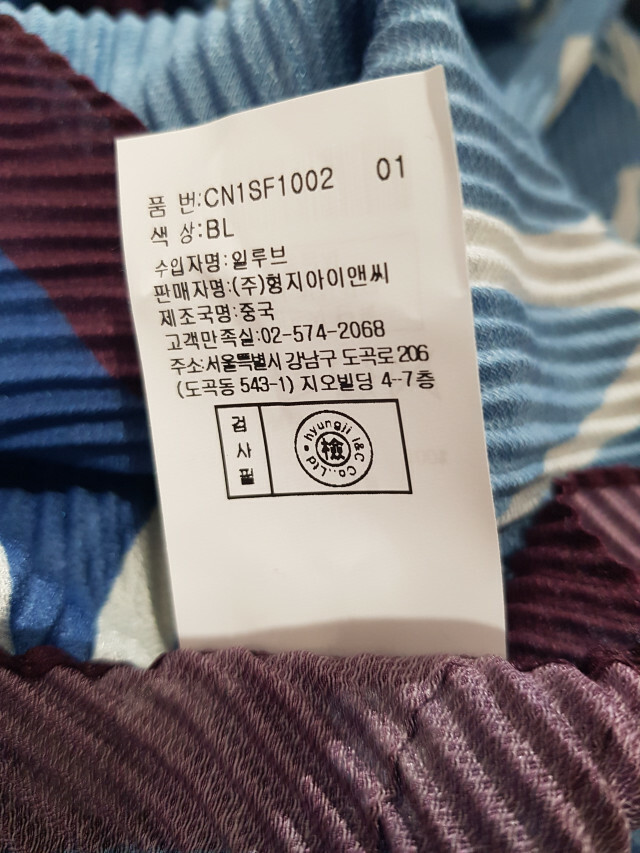 품 번:CN1SF1002 01
색 상:BL
수입자명:일루브
판매자명:(주)형지아이앤씨
제조국명:중국
고객만족실:02-574-2068
주소:서울특별시 강남구 도곡로 206
(도곡동 543-1) 지오빌딩 4-7층
검사필
hyungji I&C Co.,Ltd
檢